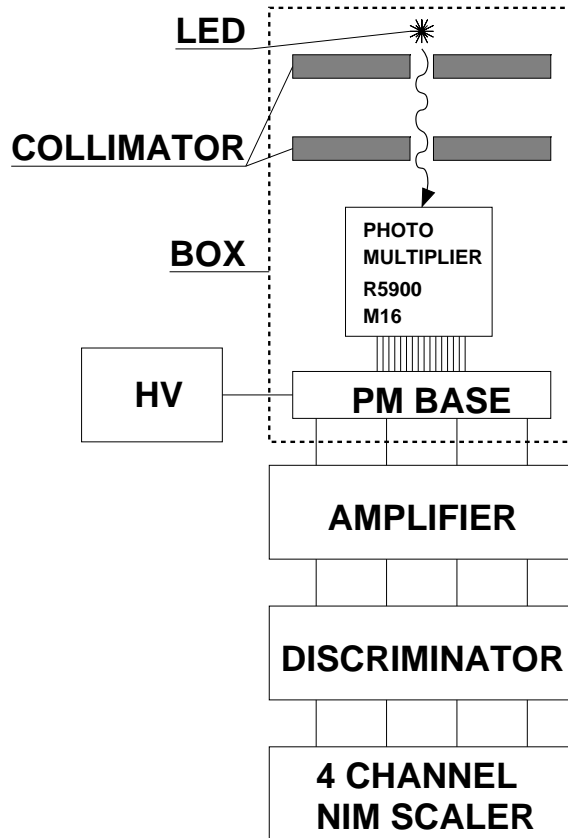 LED
COLLIMATOR
BOX
PHOTO
MULTIPLIER
R5900
M16
HV
PM BASE
AMPLIFIER
DISCRIMINATOR
4 CHANNEL
NIM SCALER